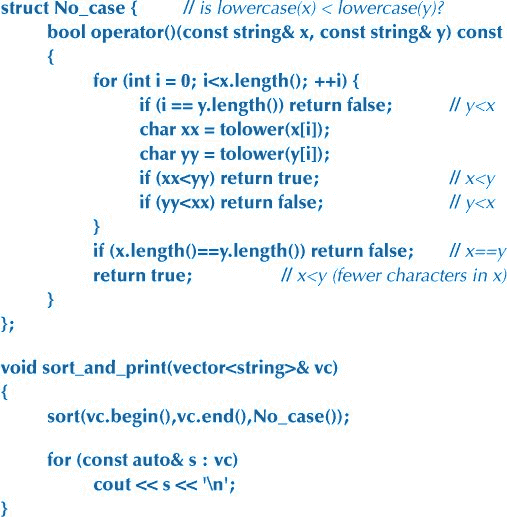 struct No_case {          // is lowercase(x) < lowercase(y)?
        bool operator()(const string& x, const string& y) const
        {
                for (int i = 0; i<x.length(); ++i) {
                        if (i == y.length()) return false;          // y<x
                        char xx = tolower(x[i]);
                        char yy = tolower(y[i]);
                        if (xx<yy) return true;                     // x<y
                        if (yy<xx) return false;                    // y<x
                }
                if (x.length()==y.length()) return false;     // x==y
                return true;                // x<y (fewer characters in x)
        }
};

void sort_and_print(vector<string>& vc)
{
        sort(vc.begin(),vc.end(),No_case());

        for (const auto& s : vc)
                cout << s << '\n';
}